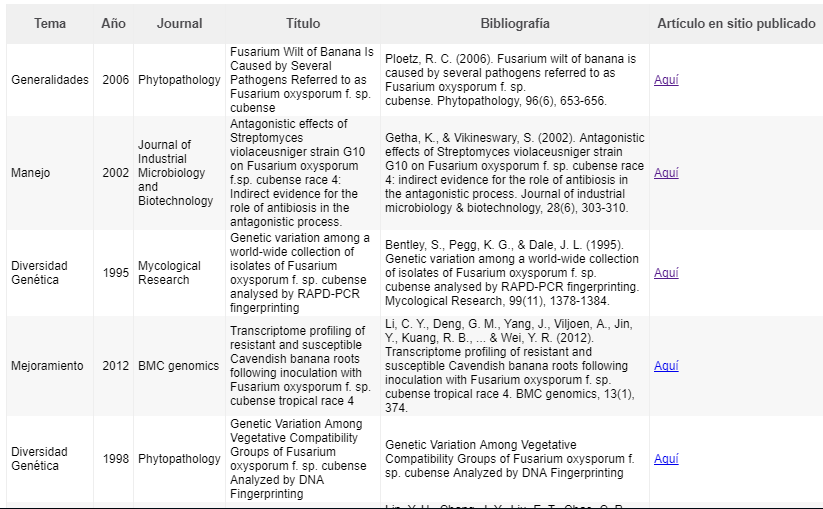 Tema Año Journal Título Bibliografía Artículo en sitio publicado
Generalidades
2006
Phytopathology
Fusarium Wilt of Banana Is
Caused by Several
Pathogens Referred to as
Fusarium oxysporum f. sp.
cubense
Ploetz, R. C. (2006). Fusarium wilt of banana is
caused by several pathogens referred to as
Fusarium oxysporum f. sp.
cubense. Phytopathology, 96(6), 653-656.
Aquí
Manejo
2002
Journal of
Industrial
Microbiology
and
Biotechnology
Antagonistic effects of
Streptomyces
violaceusniger strain G10
on Fusarium oxysporum
f.sp. cubense race 4:
Indirect evidence for the
role of antibiosis in the
antagonistic process.
Getha, K., & Vikineswary, S. (2002). Antagonistic
effects of Streptomyces violaceusniger strain
G10 on Fusarium oxysporum f. sp. cubense race
4: indirect evidence for the role of antibiosis in
the antagonistic process. Journal of industrial
microbiology & biotechnology, 28(6), 303-310.
Aquí
Diversidad
Genética
1995
Mycological
Research
Genetic variation among a
world-wide collection of
isolates of Fusarium
oxysporum f. sp. cubense
analysed by RAPD-PCR
fingerprinting
Bentley, S., Pegg, K. G., & Dale, J. L. (1995).
Genetic variation among a world-wide collection
of isolates of Fusarium oxysporum f. sp.
cubense analysed by RAPD-PCR fingerprinting.
Mycological Research, 99(11), 1378-1384.
Aquí
Mejoramiento
2012
BMC genomics
Transcriptome profiling of
resistant and susceptible
Cavendish banana roots
following inoculation with
Fusarium oxysporum f. sp.
cubense tropical race 4
Li, C. Y., Deng, G. M., Yang, J., Viljoen, A., Jin,
Y., Kuang, R. B., ... & Wei, Y. R. (2012).
Transcriptome profiling of resistant and
susceptible Cavendish banana roots following
inoculation with Fusarium oxysporum f. sp.
cubense tropical race 4. BMC genomics, 13(1),
374.
Aquí
Diversidad
Genética
1998
Phytopathology
Genetic Variation Among
Vegetative Compatibility
Groups of Fusarium
oxysporum f. sp. cubense
Analyzed by DNA
Fingerprinting
Genetic Variation Among Vegetative
Compatibility Groups of Fusarium oxysporum f.
sp. cubense Analyzed by DNA Fingerprinting
Aquí